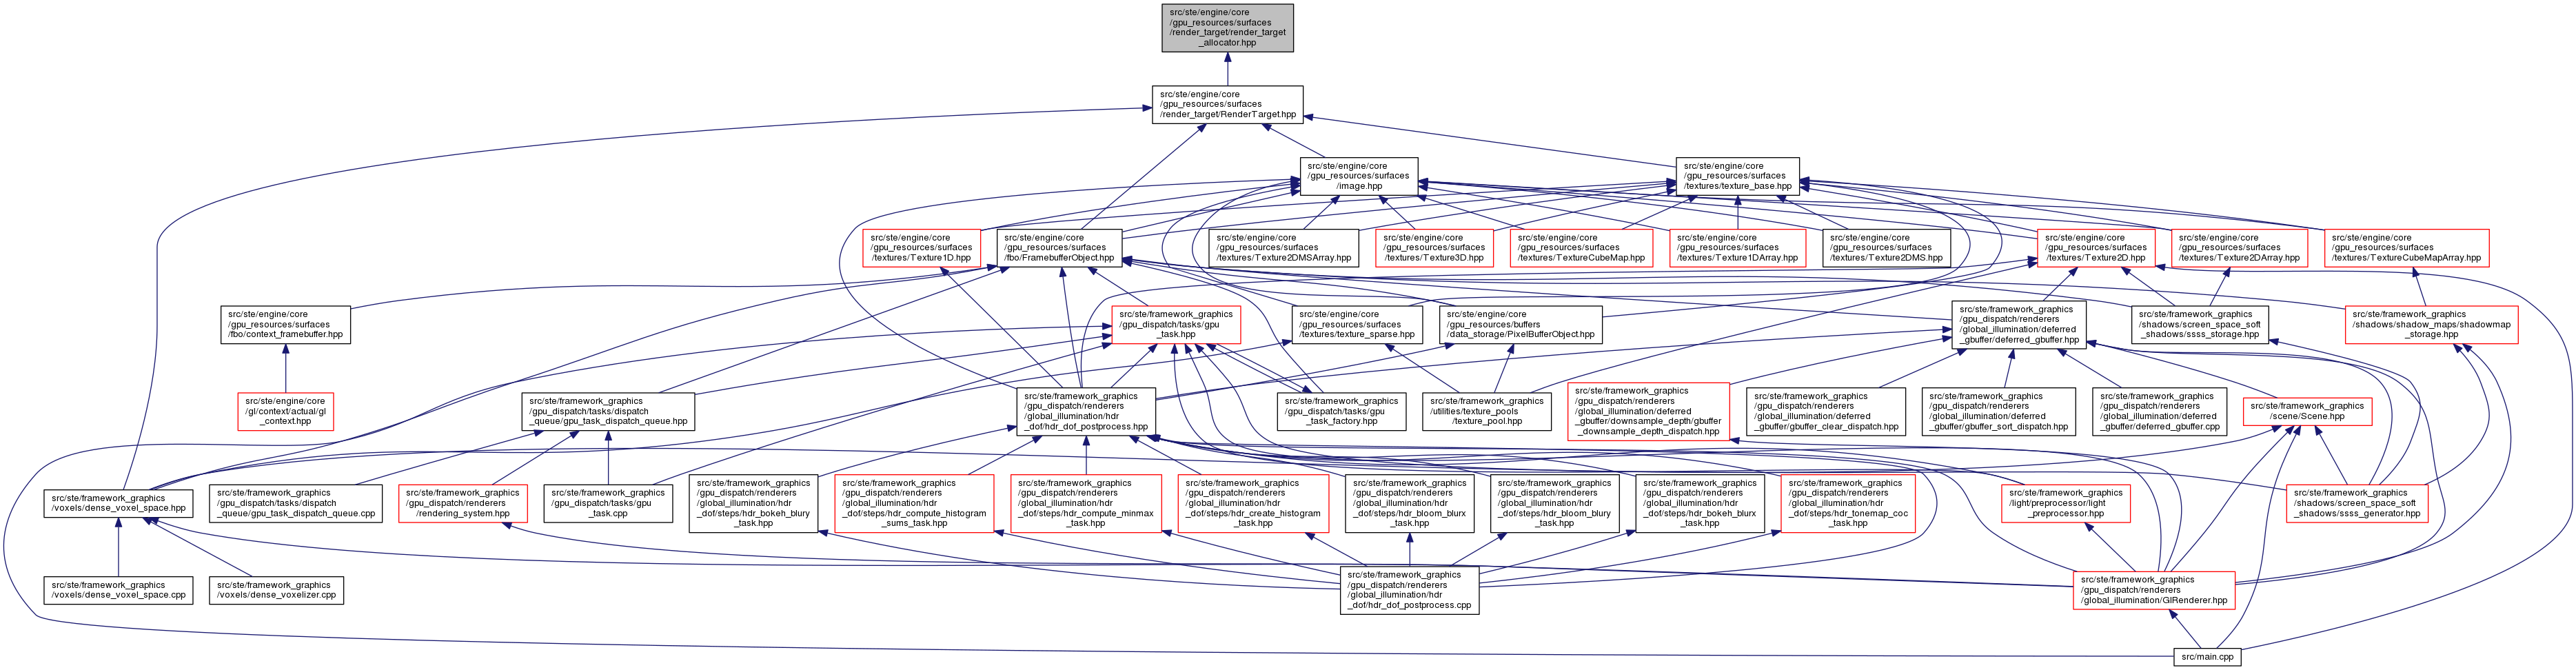 src/ste/engine/core
/gpu_resources/surfaces
/render_target/render_target
_allocator.hpp
src/ste/engine/core
/gpu_resources/surfaces
/render_target/RenderTarget.hpp
src/ste/engine/core
/gpu_resources/surfaces
/image.hpp
src/ste/engine/core
/gpu_resources/surfaces
/textures/texture_base.hpp
src/ste/engine/core
/gpu_resources/surfaces
/textures/Texture1D.hpp
src/ste/engine/core
/gpu_resources/surfaces
/fbo/FramebufferObject.hpp
src/ste/engine/core
/gpu_resources/surfaces
/textures/Texture2DMSArray.hpp
src/ste/engine/core
/gpu_resources/surfaces
/textures/Texture3D.hpp
src/ste/engine/core
/gpu_resources/surfaces
/textures/TextureCubeMap.hpp
src/ste/engine/core
/gpu_resources/surfaces
/textures/Texture1DArray.hpp
src/ste/engine/core
/gpu_resources/surfaces
/textures/Texture2DMS.hpp
src/ste/engine/core
/gpu_resources/surfaces
/textures/Texture2D.hpp
src/ste/engine/core
/gpu_resources/surfaces
/textures/Texture2DArray.hpp
src/ste/engine/core
/gpu_resources/surfaces
/textures/TextureCubeMapArray.hpp
src/ste/engine/core
/gpu_resources/surfaces
/fbo/context_framebuffer.hpp
src/ste/framework_graphics
/gpu_dispatch/tasks/gpu
_task.hpp
src/ste/engine/core
/gpu_resources/surfaces
/textures/texture_sparse.hpp
src/ste/engine/core
/gpu_resources/buffers
/data_storage/PixelBufferObject.hpp
src/ste/framework_graphics
/gpu_dispatch/renderers
/global_illumination/deferred
_gbuffer/deferred_gbuffer.hpp
src/ste/framework_graphics
/shadows/screen_space_soft
_shadows/ssss_storage.hpp
src/ste/framework_graphics
/shadows/shadow_maps/shadowmap
_storage.hpp
src/ste/engine/core
/gl/context/actual/gl
_context.hpp
src/ste/framework_graphics
/gpu_dispatch/tasks/dispatch
_queue/gpu_task_dispatch_queue.hpp
src/ste/framework_graphics
/gpu_dispatch/renderers
/global_illumination/hdr
_dof/hdr_dof_postprocess.hpp
src/ste/framework_graphics
/gpu_dispatch/tasks/gpu
_task_factory.hpp
src/ste/framework_graphics
/utilities/texture_pools
/texture_pool.hpp
src/ste/framework_graphics
/gpu_dispatch/renderers
/global_illumination/deferred
_gbuffer/downsample_depth/gbuffer
_downsample_depth_dispatch.hpp
src/ste/framework_graphics
/gpu_dispatch/renderers
/global_illumination/deferred
_gbuffer/gbuffer_clear_dispatch.hpp
src/ste/framework_graphics
/gpu_dispatch/renderers
/global_illumination/deferred
_gbuffer/gbuffer_sort_dispatch.hpp
src/ste/framework_graphics
/gpu_dispatch/renderers
/global_illumination/deferred
_gbuffer/deferred_gbuffer.cpp
src/ste/framework_graphics
/scene/Scene.hpp
src/ste/framework_graphics
/voxels/dense_voxel_space.hpp
src/ste/framework_graphics
/gpu_dispatch/tasks/dispatch
_queue/gpu_task_dispatch_queue.cpp
src/ste/framework_graphics
/gpu_dispatch/renderers
/rendering_system.hpp
src/ste/framework_graphics
/gpu_dispatch/tasks/gpu
_task.cpp
src/ste/framework_graphics
/gpu_dispatch/renderers
/global_illumination/hdr
_dof/steps/hdr_bokeh_blury
_task.hpp
src/ste/framework_graphics
/gpu_dispatch/renderers
/global_illumination/hdr
_dof/steps/hdr_compute_histogram
_sums_task.hpp
src/ste/framework_graphics
/gpu_dispatch/renderers
/global_illumination/hdr
_dof/steps/hdr_compute_minmax
_task.hpp
src/ste/framework_graphics
/gpu_dispatch/renderers
/global_illumination/hdr
_dof/steps/hdr_create_histogram
_task.hpp
src/ste/framework_graphics
/gpu_dispatch/renderers
/global_illumination/hdr
_dof/steps/hdr_bloom_blurx
_task.hpp
src/ste/framework_graphics
/gpu_dispatch/renderers
/global_illumination/hdr
_dof/steps/hdr_bloom_blury
_task.hpp
src/ste/framework_graphics
/gpu_dispatch/renderers
/global_illumination/hdr
_dof/steps/hdr_bokeh_blurx
_task.hpp
src/ste/framework_graphics
/gpu_dispatch/renderers
/global_illumination/hdr
_dof/steps/hdr_tonemap_coc
_task.hpp
src/ste/framework_graphics
/light/preprocessor/light
_preprocessor.hpp
src/ste/framework_graphics
/shadows/screen_space_soft
_shadows/ssss_generator.hpp
src/ste/framework_graphics
/voxels/dense_voxel_space.cpp
src/ste/framework_graphics
/voxels/dense_voxelizer.cpp
src/ste/framework_graphics
/gpu_dispatch/renderers
/global_illumination/hdr
_dof/hdr_dof_postprocess.cpp
src/ste/framework_graphics
/gpu_dispatch/renderers
/global_illumination/GIRenderer.hpp
src/main.cpp